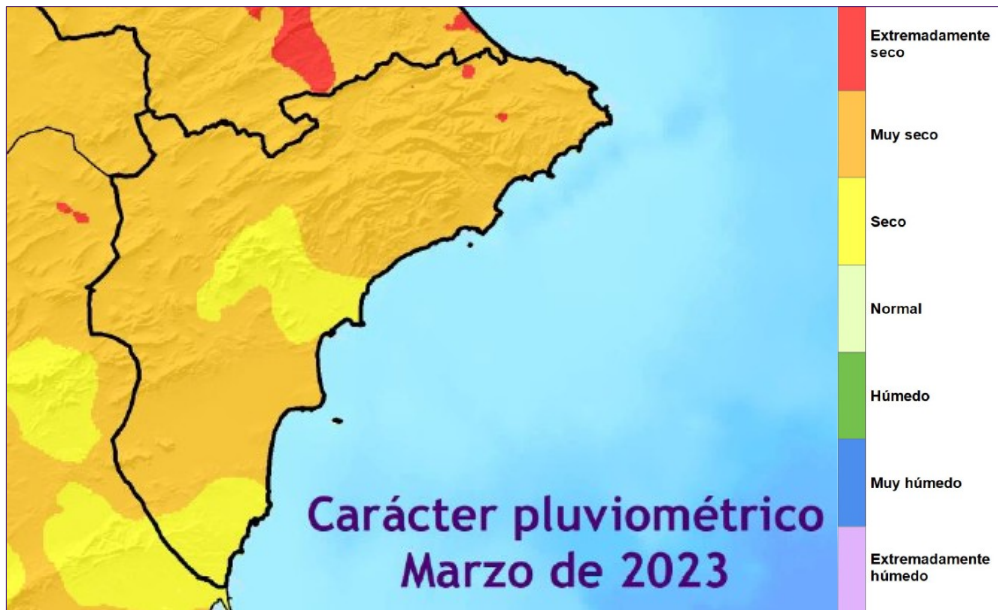 Extremadamente
seco
Muy seco
Seco
Normal
Húmedo
Muy húmedo
Extremadamente
húmedo
Carácter pluviométrico
Marzo de 2023